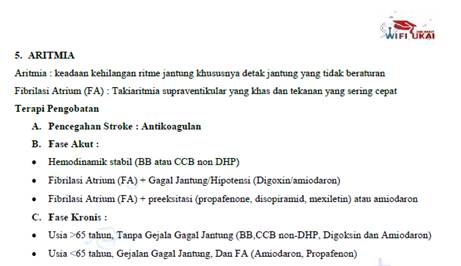 WIFI UKAI
5. ARITMIA
Aritmia : keadaan kehilangan ritme jantung khususnya detak jantung yang tidak beraturan
Fibrilasi Atrium (FA) : Takiaritmia supraventikular yang khas dan tekanan yang sering cepat
Terapi Pengobatan
A. Pencegahan Stroke : Antikoagulan
B. Fase Akut :
• Hemodinamik stabil (BB atau CCB non DHP)
• Fibrilasi Atrium (FA) + Gagal Jantung/Hipotensi (Digoxin/amiodaron)
• Fibrilasi Atrium (FA) + preeksitasi (propafenone, disopiramid, mexiletin) atau amiodaron
C. Fase Kronis :
• Usia >65 tahun, Tanpa Gejala Gagal Jantung (BB,CCB non-DHP, Digoksin dan Amiodaron)
• Usia <65 tahun, Gejalan Gagal Jantung, Dan FA (Amiodaron, Propafenon)